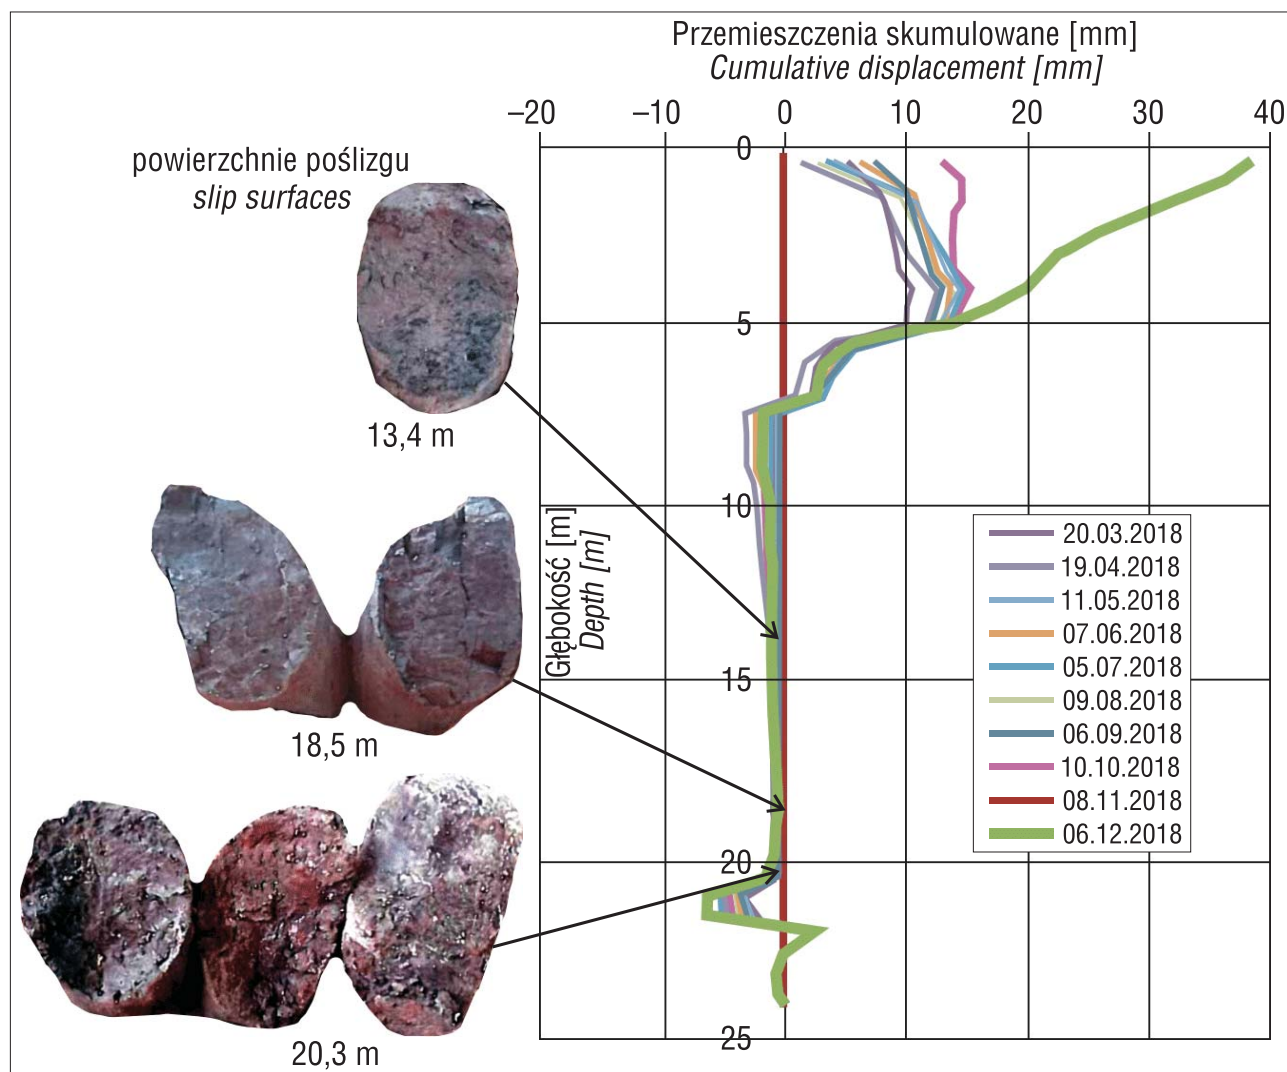 Przemieszczenia skumulowane [mm]
Cumulative displacement [mm]
–20
–10
0
10
20
30
40
powierzchnie poślizgu
slip surfaces
13,4 m
18,5 m
20,3 m
0
5
10
15
20
25
Głębokość [m]
Depth [m]
20.03.2018
19.04.2018
11.05.2018
07.06.2018
05.07.2018
09.08.2018
06.09.2018
10.10.2018
08.11.2018
06.12.2018